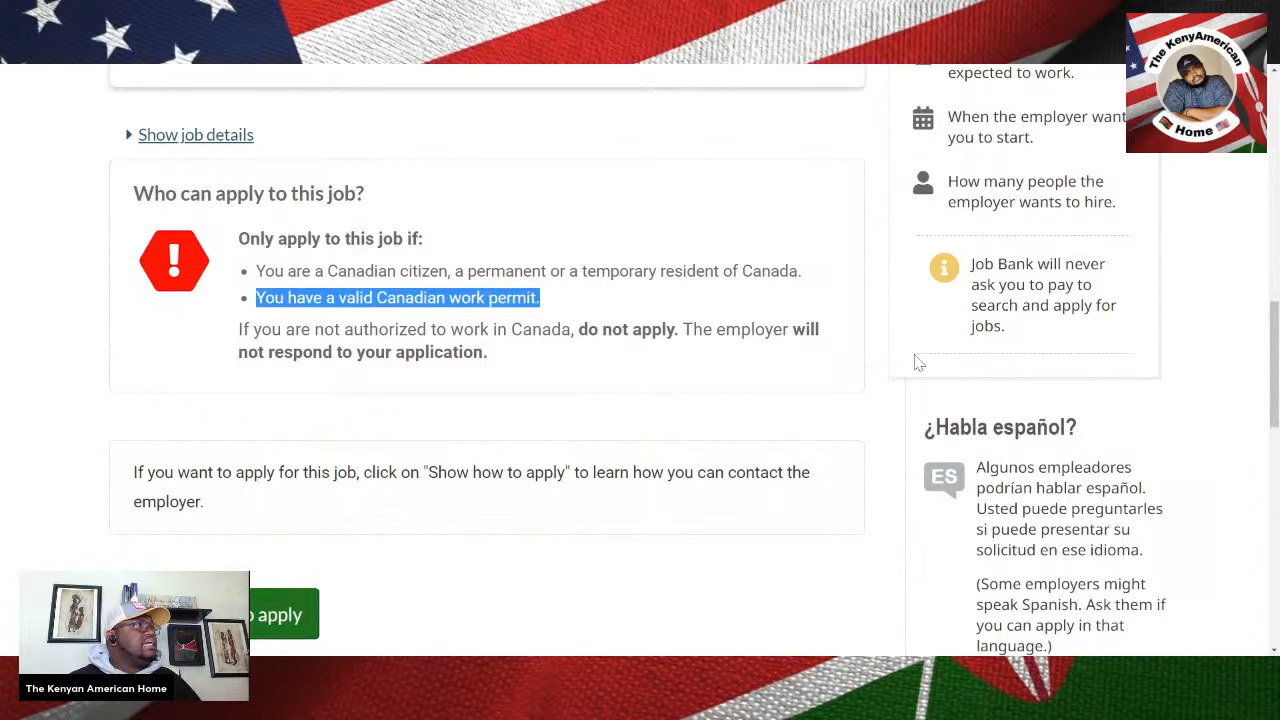 The KenyAmerican
Home
expected to work.
When the employer want
you to start.
How many people the
employer wants to hire.
Job Bank will never
ask you to pay to
search and apply for
jobs.
Show job details
Who can apply to this job?
Only apply to this job if:
• You are a Canadian citizen, a permanent or a temporary resident of Canada.
• You have a valid Canadian work permit.
If you are not authorized to work in Canada, do not apply. The employer will
not respond to your application.
If you want to apply for this job, click on "Show how to apply" to learn how you can contact the
employer.
apply
¿Habla español?
ES
Algunos empleadores
podrían hablar español.
Usted puede preguntarles
si puede presentar su
solicitud en ese idioma.
(Some employers might
speak Spanish. Ask them if
you can apply in that
language.)
The Kenyan American Home